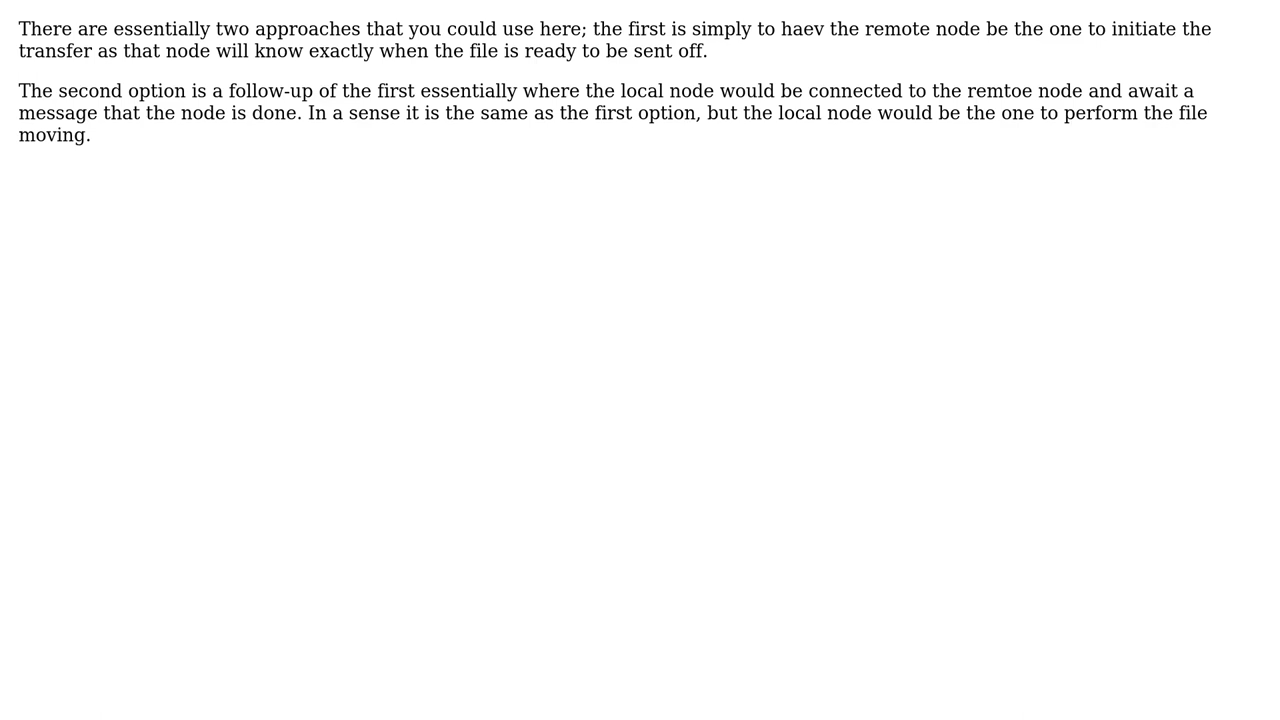 There are essentially two approaches that you could use here; the first is simply to haev the remote node be the one to initiate the
transfer as that node will know exactly when the file is ready to be sent off.
The second option is a follow-up of the first essentially where the local node would be connected to the remtoe node and await a
message that the node is done. In a sense it is the same as the first option, but the local node would be the one to perform the file
moving.